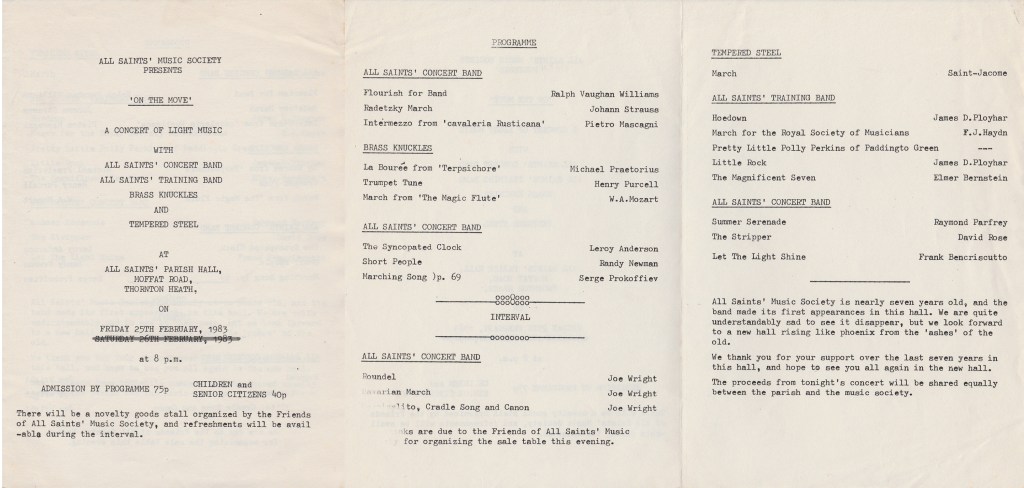 ALL SAINTS' MUSIC SOCIETY
PRESENTS
'ON THE MOVE'
A CONCERT OF LIGHT MUSIC
WITH
ALL SAINTS' CONCERT BAND
ALL SAINTS' TRAINING BAND
BRASS KNUCKLES
AND
TEMPERED STEEL
AT
ALL SAINTS' PARISH HALL,
MOFFAT ROAD,
THORNTON HEATH.
ON
FRIDAY 25TH FEBRUARY, 1983
SATURDAY 26TH FEBRUARY, 1983
at 8 p.m.
ADMISSION BY PROGRAMME 75p CHILDREN and
SENIOR CITIZENS 40p
There will be a novelty goods stall organized by the Friends
of All Saints' Music Society, and refreshments will be avail
-able during the interval.
PROGRAMME
ALL SAINTS' CONCERT BAND
Flourish for Band Ralph Vaughan Williams
Radetzky March Johann Strauss
Intermezzo from 'cavaleria Rusticana' Pietro Mascagni
BRASS KNUCKLES
La Bourée from 'Terpsichore' Michael Praetorius
Trumpet Tune Henry Purcell
March from 'The Magic Flute' W.A.Mozart
ALL SAINTS' CONCERT BAND
The Syncopated Clock Leroy Anderson
Short People Randy Newman
Marching Song )p. 69 Serge Prokoffiev
INTERVAL
ALL SAINTS' CONCERT BAND
Roundel Joe Wright
varian March Joe Wright
Cradle Song and Canon Joe Wright
ks are due to the Friends of All Saints' Music
for organizing the sale table this evening.
TEMPERED STEEL
March Saint-Jacome
ALL SAINTS' TRAINING BAND
Hoedown James D.Ployhar
March for the Royal Society of Musicians F.J.Haydn
Pretty Little Polly Perkins of Paddingto Green ---
Little Rock James D.Ployhar
The Magnificent Seven Elmer Bernstein
ALL SAINTS' CONCERT BAND
Summer Serenade Raymond Parfrey
The Stripper David Rose
Let The Light Shine Frank Bencriscutto
All Saints' Music Society is nearly seven years old, and the
band made its first appearances in this hall. We are quite
understandably sad to see it disappear, but we look forward
to a new hall rising like phoenix from the 'ashes' of the
old.
We thank you for your support over the last seven years in
this hall, and hope to see you all again in the new hall.
The proceeds from tonight's concert will be shared equally
between the parish and the music society.